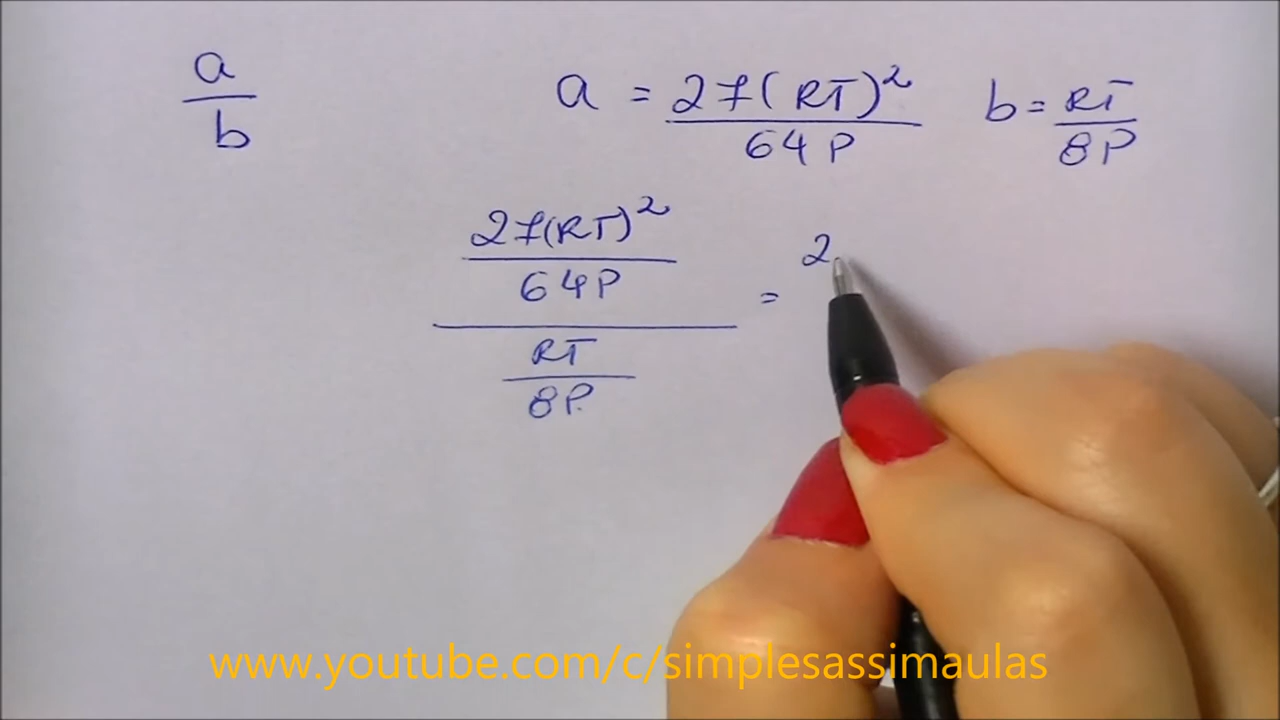 a/b
a = 27(RT)²/64P b = RT/8P
27(RT)²/64P / RT/8P = 2
www.youtube.com/c/simplesassimaulas